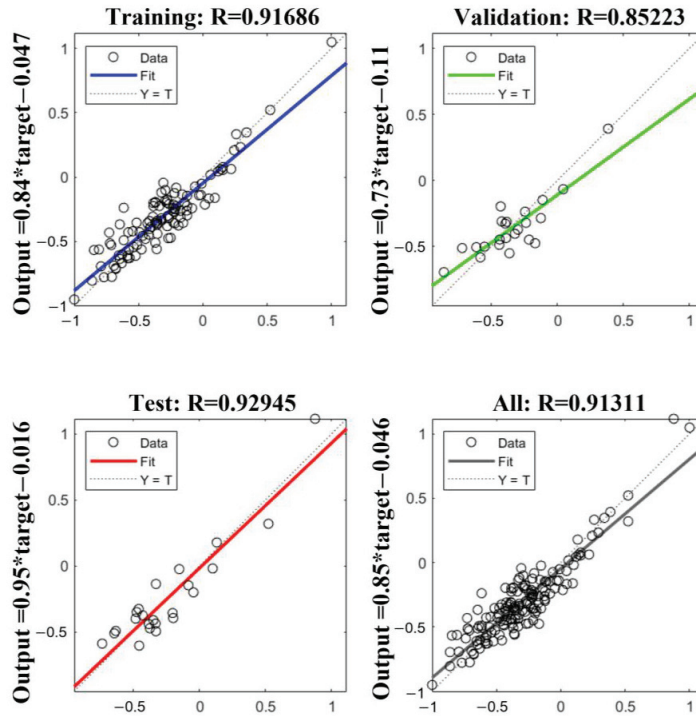 Training: R=0.91686
Output =0.84*target−0.047
Data
Fit
Y = T
1
0.5
0
−0.5
−1
−1
−0.5
0
0.5
1
Validation: R=0.85223
Output =0.73*target−0.11
Data
Fit
Y = T
1
0.5
0
−0.5
−0.5
0
0.5
1
Test: R=0.92945
Output =0.95*target−0.016
Data
Fit
Y = T
1
0.5
0
−0.5
−0.5
0
0.5
1
All: R=0.91311
Output =0.85*target−0.046
Data
Fit
Y = T
1
0.5
0
−0.5
−1
−1
−0.5
0
0.5
1